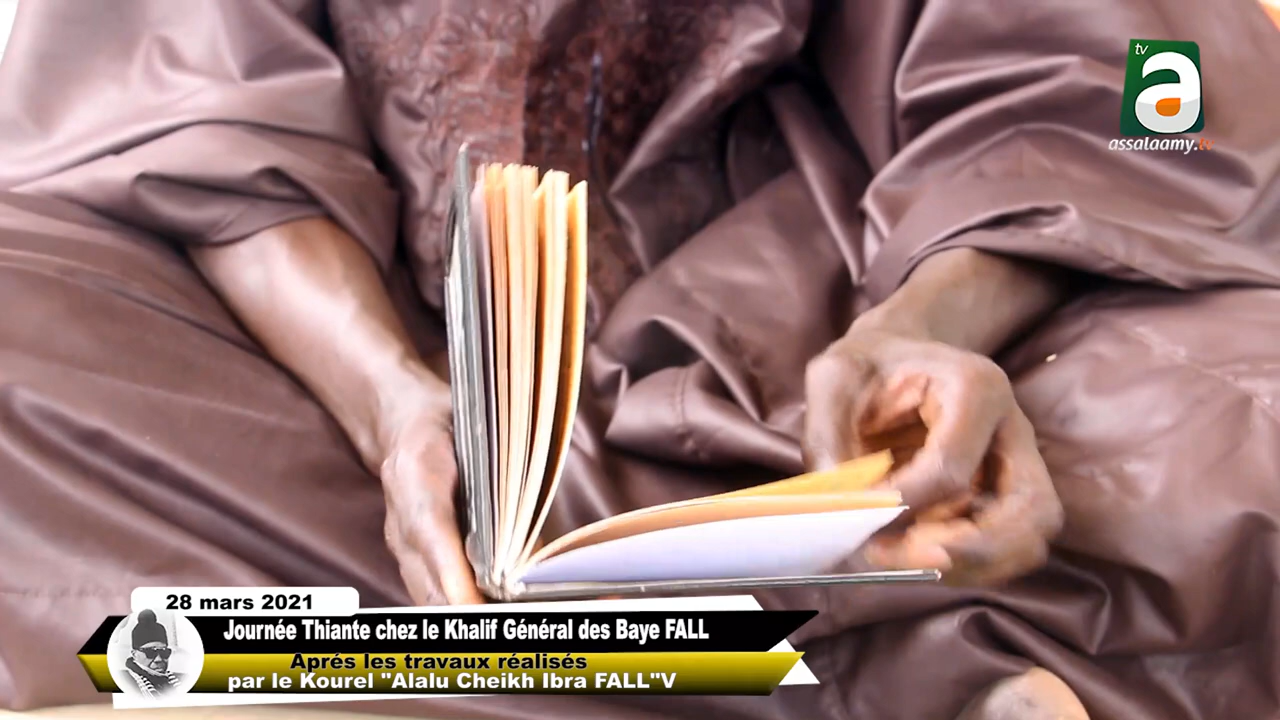 tv
a
assalaamy.tv
28 mars 2021
Journée Thiante chez le Khalif Général des Baye FALL
Aprés les travaux réalisés
par le Kourel "Alalu Cheikh Ibra FALL"V